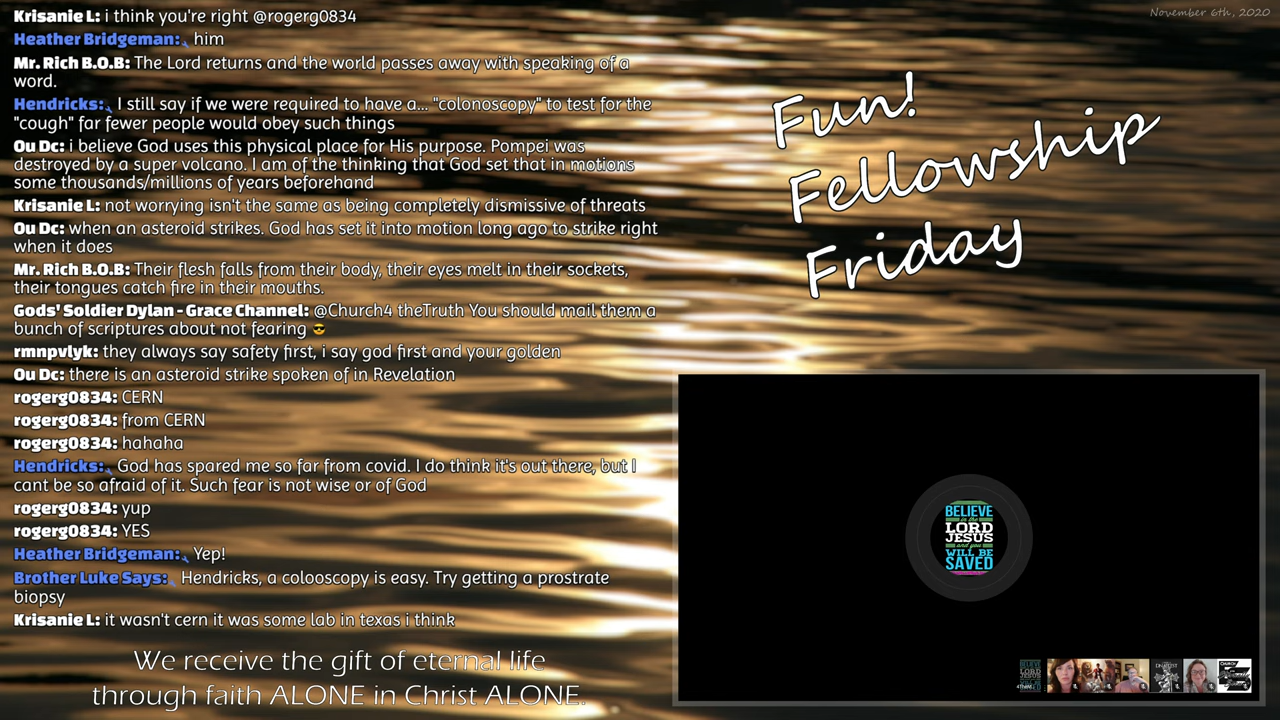 November 6th, 2020
Krisanie L: i think you're right @rogerg0834
Heather Bridgeman: him
Mr. Rich B.O.B: The Lord returns and the world passes away with speaking of a
word.
Hendricks: I still say if we were required to have a... "colonoscopy" to test for the
"cough" far fewer people would obey such things
Ou Dc: i believe God uses this physical place for His purpose. Pompei was
destroyed by a super volcano. I am of the thinking that God set that in motions
some thousands/millions of years beforehand
Krisanie L: not worrying isn't the same as being completely dismissive of threats
Ou Dc: when an asteroid strikes. God has set it into motion long ago to strike right
when it does
Mr. Rich B.O.B: Their flesh falls from their body, their eyes melt in their sockets,
their tongues catch fire in their mouths.
Gods' Soldier Dylan - Grace Channel: @Church4 theTruth You should mail them a
bunch of scriptures about not fearing 😎
rmnpvlyk: they always say safety first, i say god first and your golden
Ou Dc: there is an asteroid strike spoken of in Revelation
rogerg0834: CERN
rogerg0834: from CERN
rogerg0834: hahaha
Hendricks: God has spared me so far from covid. I do think it's out there, but I
cant be so afraid of it. Such fear is not wise or of God
rogerg0834: yup
rogerg0834: YES
Heather Bridgeman: Yep!
Brother Luke Says: Hendricks, a colooscopy is easy. Try getting a prostrate
biopsy
Krisanie L: it wasn't cern it was some lab in texas i think
We receive the gift of eternal life
through faith ALONE in Christ ALONE.
Fun!
Fellowship
Friday
BELIEVE
in the
LORD
JESUS
and you
WILL BE
SAVED